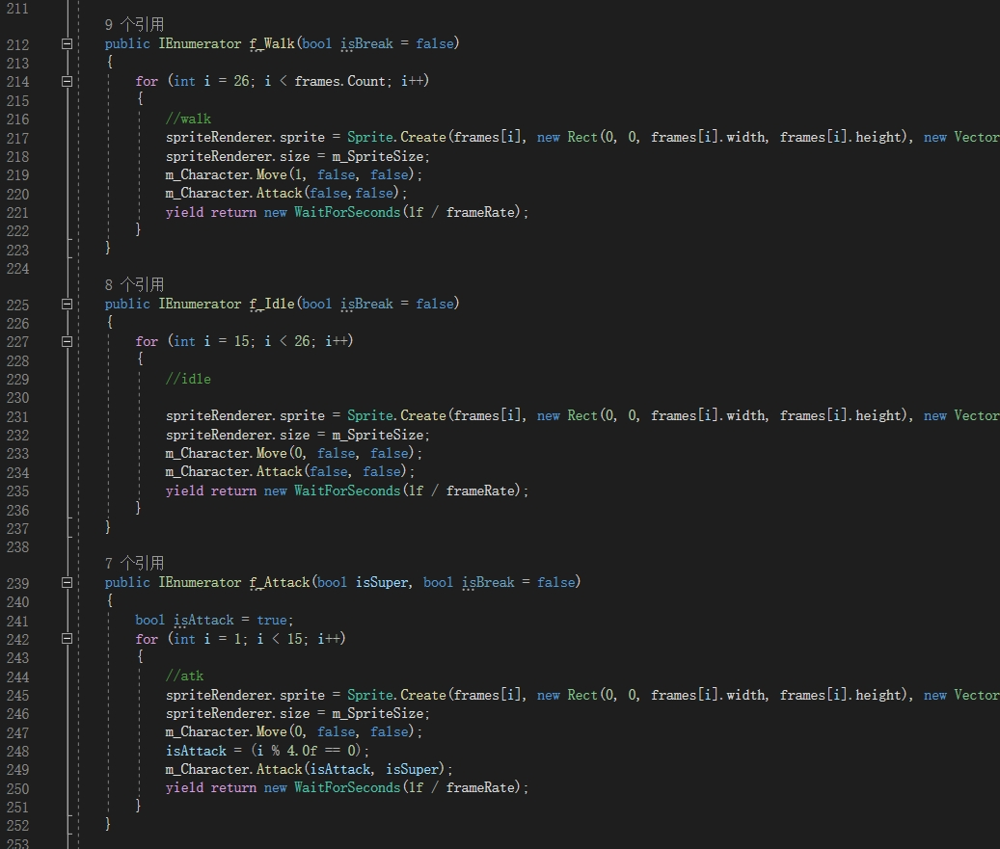 211
9 个引用
212 public IEnumerator f_Walk(bool isBreak = false)
213 {
214 for (int i = 26; i < frames.Count; i++)
215 {
216 //walk
217 spriteRenderer.sprite = Sprite.Create(frames[i], new Rect(0, 0, frames[i].width, frames[i].height), new Vector
218 spriteRenderer.size = m_SpriteSize;
219 m_Character.Move(1, false, false);
220 m_Character.Attack(false,false);
221 yield return new WaitForSeconds(1f / frameRate);
222 }
223 }
224
8 个引用
225 public IEnumerator f_Idle(bool isBreak = false)
226 {
227 for (int i = 15; i < 26; i++)
228 {
229 //idle
230
231 spriteRenderer.sprite = Sprite.Create(frames[i], new Rect(0, 0, frames[i].width, frames[i].height), new Vector
232 spriteRenderer.size = m_SpriteSize;
233 m_Character.Move(0, false, false);
234 m_Character.Attack(false, false);
235 yield return new WaitForSeconds(1f / frameRate);
236 }
237 }
238
7 个引用
239 public IEnumerator f_Attack(bool isSuper, bool isBreak = false)
240 {
241 bool isAttack = true;
242 for (int i = 1; i < 15; i++)
243 {
244 //atk
245 spriteRenderer.sprite = Sprite.Create(frames[i], new Rect(0, 0, frames[i].width, frames[i].height), new Vector
246 spriteRenderer.size = m_SpriteSize;
247 m_Character.Move(0, false, false);
248 isAttack = (i % 4.0f == 0);
249 m_Character.Attack(isAttack, isSuper);
250 yield return new WaitForSeconds(1f / frameRate);
251 }
252 }
253